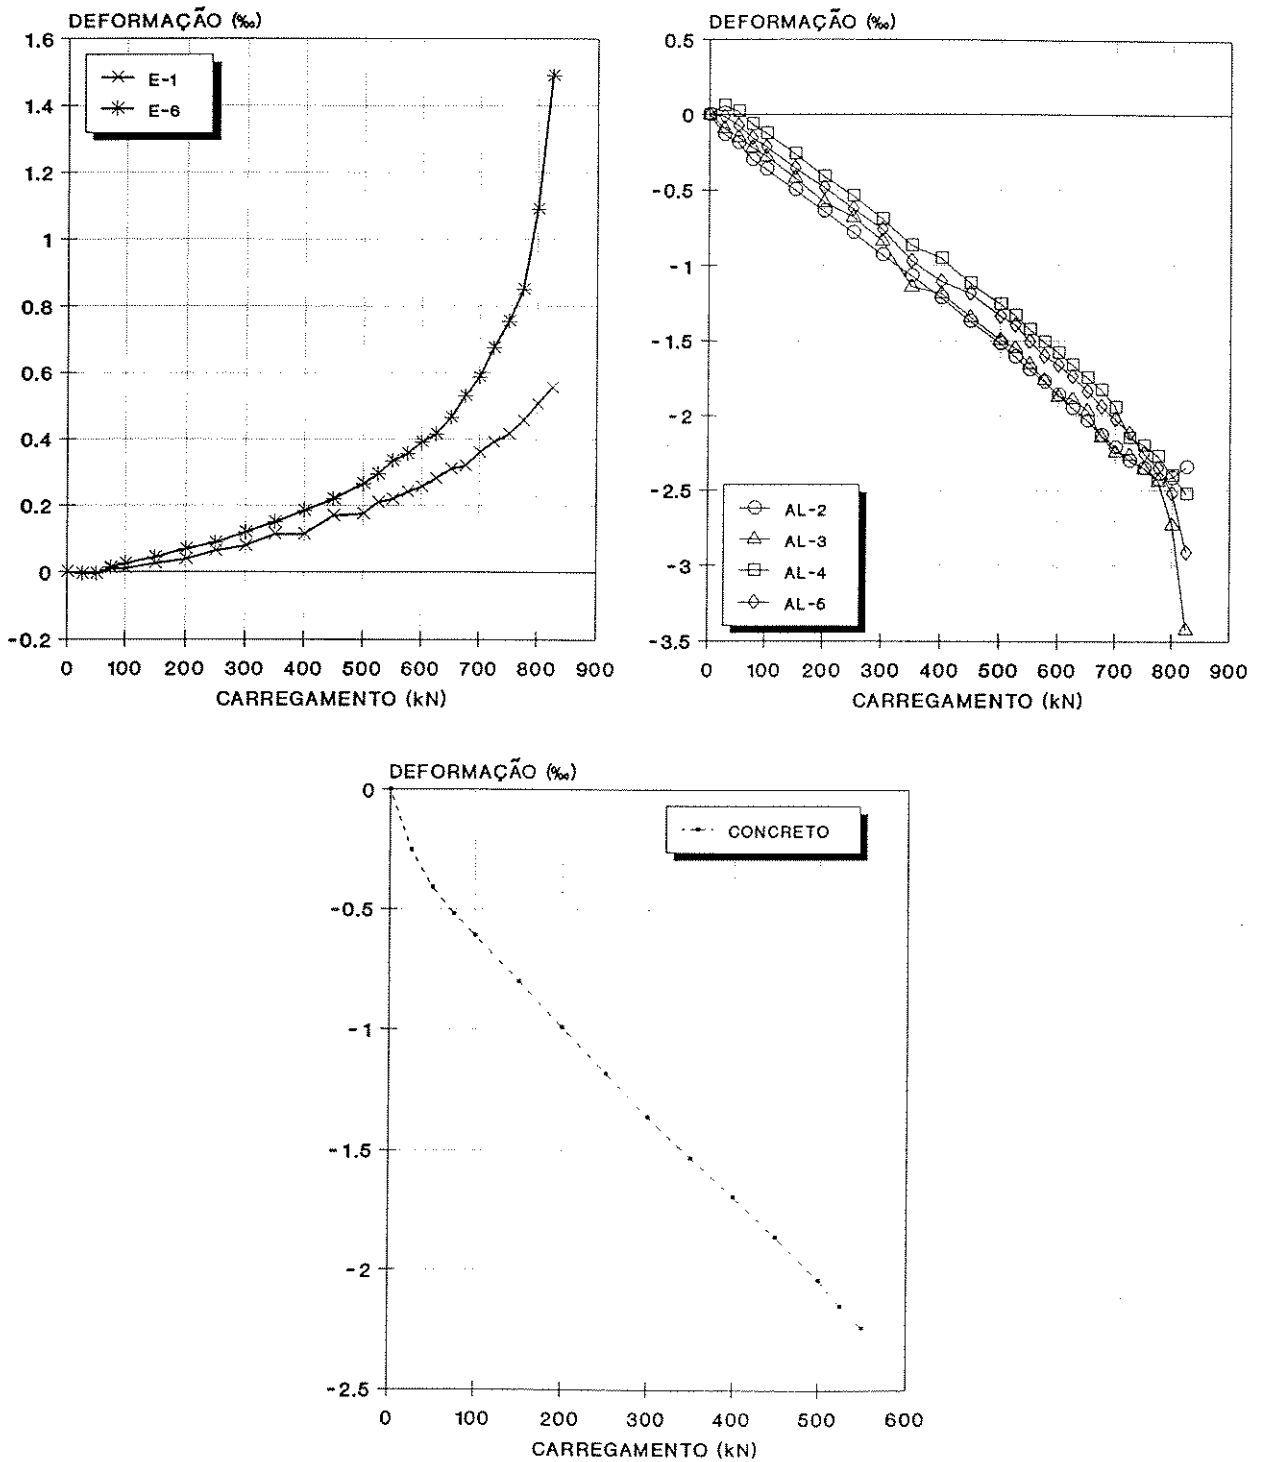 DEFORMAÇÃO (‰)
1.6
1.4
1.2
1
0.8
0.6
0.4
0.2
0
-0.2
E-1
E-6
0 100 200 300 400 500 600 700 800 900
CARREGAMENTO (kN)
DEFORMAÇÃO (‰)
0.5
0
-0.5
-1
-1.5
-2
-2.5
-3
-3.5
AL-2
AL-3
AL-4
AL-5
0 100 200 300 400 500 600 700 800 900
CARREGAMENTO (kN)
DEFORMAÇÃO (‰)
0
-0.5
-1
-1.5
-2
-2.5
CONCRETO
0 100 200 300 400 500 600
CARREGAMENTO (kN)